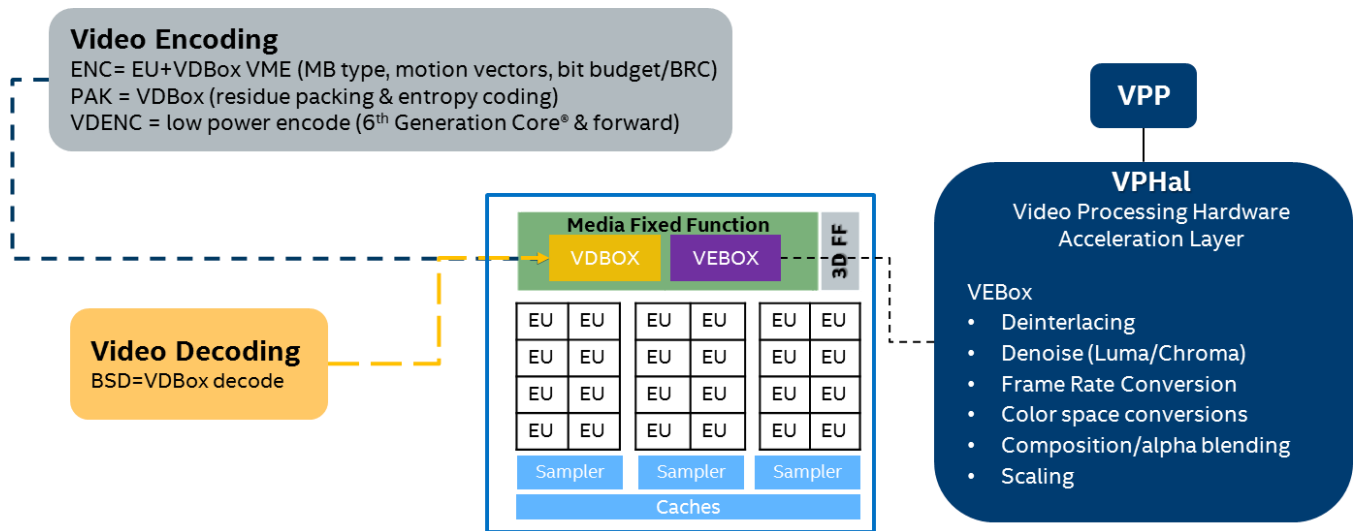 Video Encoding
ENC= EU+VDBox VME (MB type, motion vectors, bit budget/BRC)
PAK = VDBox (residue packing & entropy coding)
VDENC = low power encode (6th Generation Core® & forward)
Video Decoding
BSD=VDBox decode
Media Fixed Function
VDBOX
VEBOX
3D FF
EU EU EU EU EU EU
EU EU EU EU EU EU
EU EU EU EU EU EU
EU EU EU EU EU EU
Sampler Sampler Sampler
Caches
VPP
VPHal
Video Processing Hardware
Acceleration Layer
VEBox
• Deinterlacing
• Denoise (Luma/Chroma)
• Frame Rate Conversion
• Color space conversions
• Composition/alpha blending
• Scaling